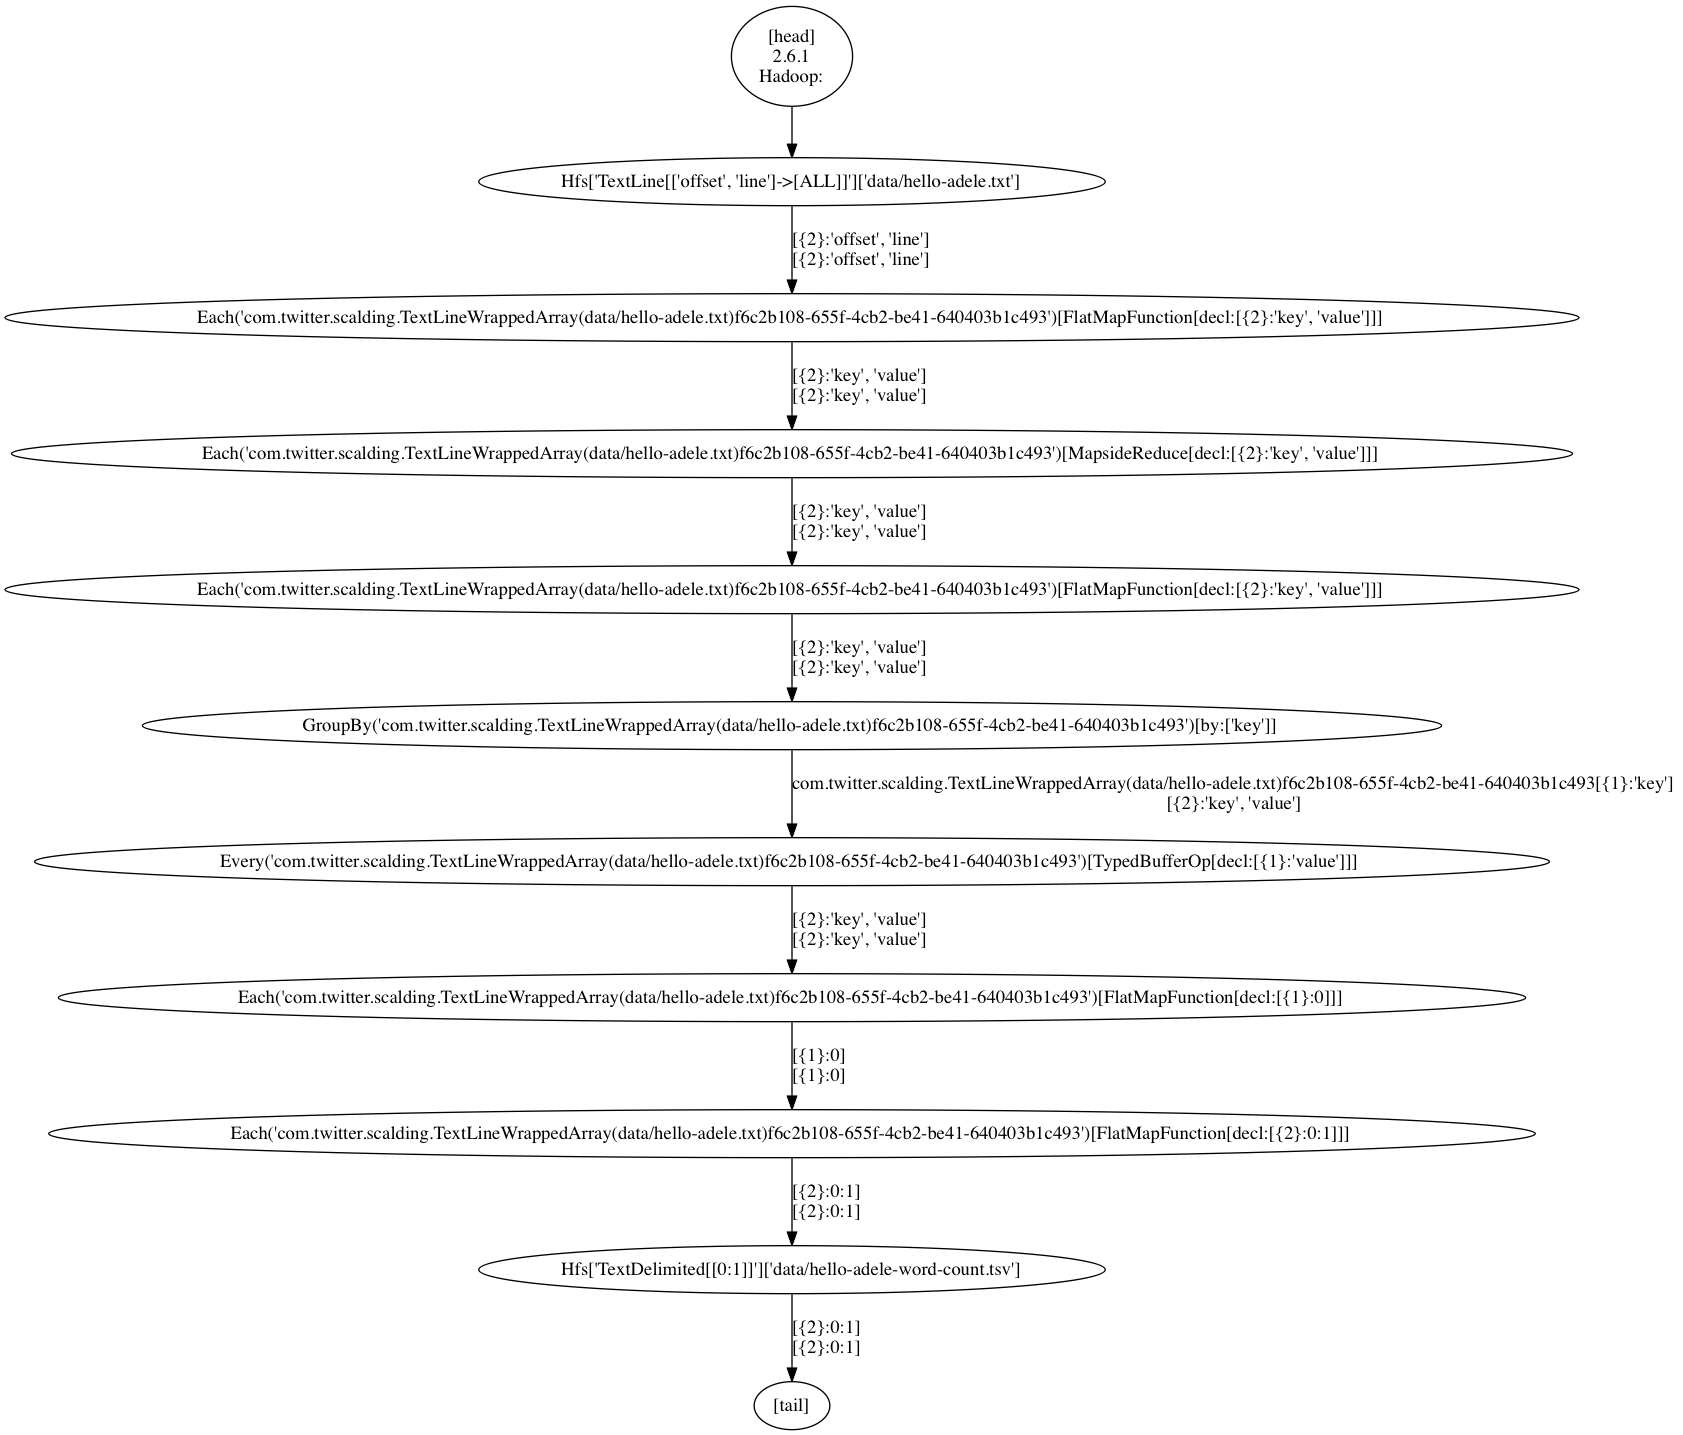 [head]
2.6.1
Hadoop:
Hfs['TextLine[['offset', 'line']->[ALL]]']['data/hello-adele.txt']
[{2}:'offset', 'line']
[{2}:'offset', 'line']
Each('com.twitter.scalding.TextLineWrappedArray(data/hello-adele.txt)f6c2b108-655f-4cb2-be41-640403b1c493')[FlatMapFunction[decl:[{2}:'key', 'value']]]
[{2}:'key', 'value']
[{2}:'key', 'value']
Each('com.twitter.scalding.TextLineWrappedArray(data/hello-adele.txt)f6c2b108-655f-4cb2-be41-640403b1c493')[MapsideReduce[decl:[{2}:'key', 'value']]]
[{2}:'key', 'value']
[{2}:'key', 'value']
Each('com.twitter.scalding.TextLineWrappedArray(data/hello-adele.txt)f6c2b108-655f-4cb2-be41-640403b1c493')[FlatMapFunction[decl:[{2}:'key', 'value']]]
[{2}:'key', 'value']
[{2}:'key', 'value']
GroupBy('com.twitter.scalding.TextLineWrappedArray(data/hello-adele.txt)f6c2b108-655f-4cb2-be41-640403b1c493')[by:['key']]
com.twitter.scalding.TextLineWrappedArray(data/hello-adele.txt)f6c2b108-655f-4cb2-be41-640403b1c493[{1}:'key']
[{2}:'key', 'value']
Every('com.twitter.scalding.TextLineWrappedArray(data/hello-adele.txt)f6c2b108-655f-4cb2-be41-640403b1c493')[TypedBufferOp[decl:[{1}:'value']]]
[{2}:'key', 'value']
[{2}:'key', 'value']
Each('com.twitter.scalding.TextLineWrappedArray(data/hello-adele.txt)f6c2b108-655f-4cb2-be41-640403b1c493')[FlatMapFunction[decl:[{1}:0]]]
[{1}:0]
[{1}:0]
Each('com.twitter.scalding.TextLineWrappedArray(data/hello-adele.txt)f6c2b108-655f-4cb2-be41-640403b1c493')[FlatMapFunction[decl:[{2}:0:1]]]
[{2}:0:1]
[{2}:0:1]
Hfs['TextDelimited[[0:1]]']['data/hello-adele-word-count.tsv']
[{2}:0:1]
[{2}:0:1]
[tail]